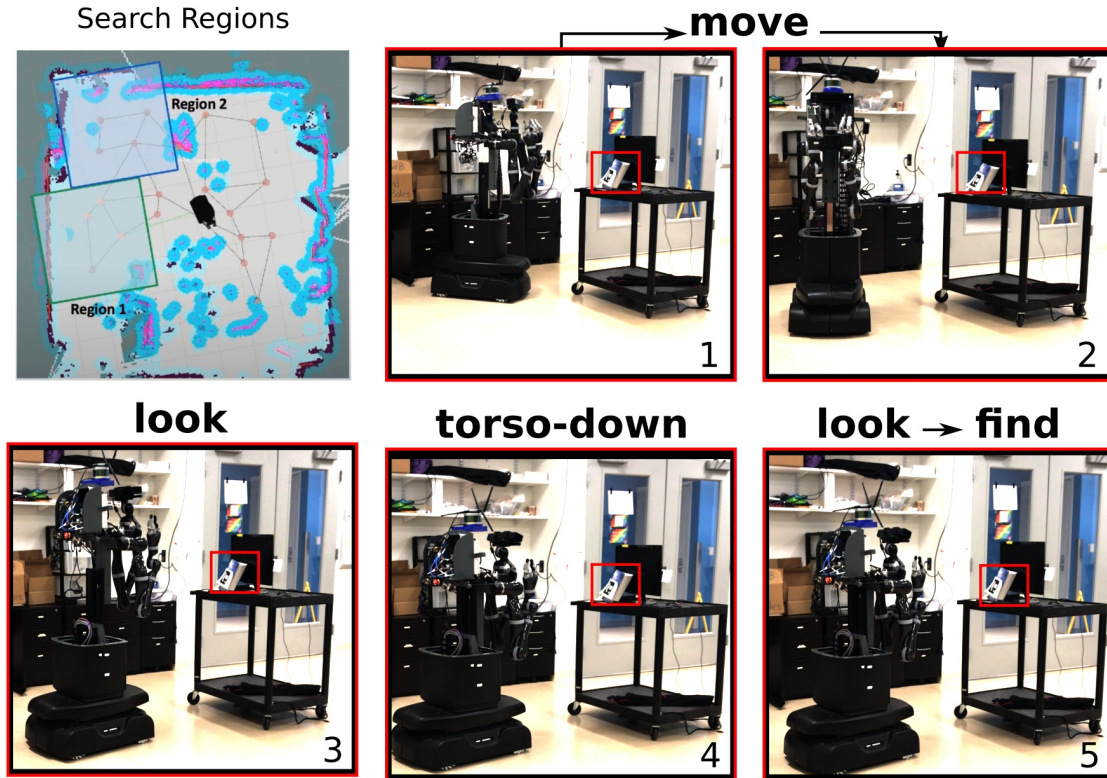 Search Regions
move
Region 2
Region 1
1
2
look
torso-down
look → find
3
4
5